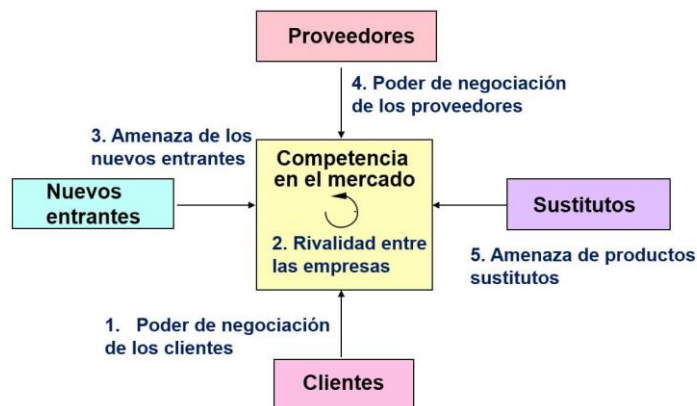 Proveedores
4. Poder de negociación
de los proveedores
3. Amenaza de los
nuevos entrantes
Competencia
en el mercado
Nuevos
entrantes
Sustitutos
2. Rivalidad entre
las empresas
5. Amenaza de productos
sustitutos
1. Poder de negociación
de los clientes
Clientes